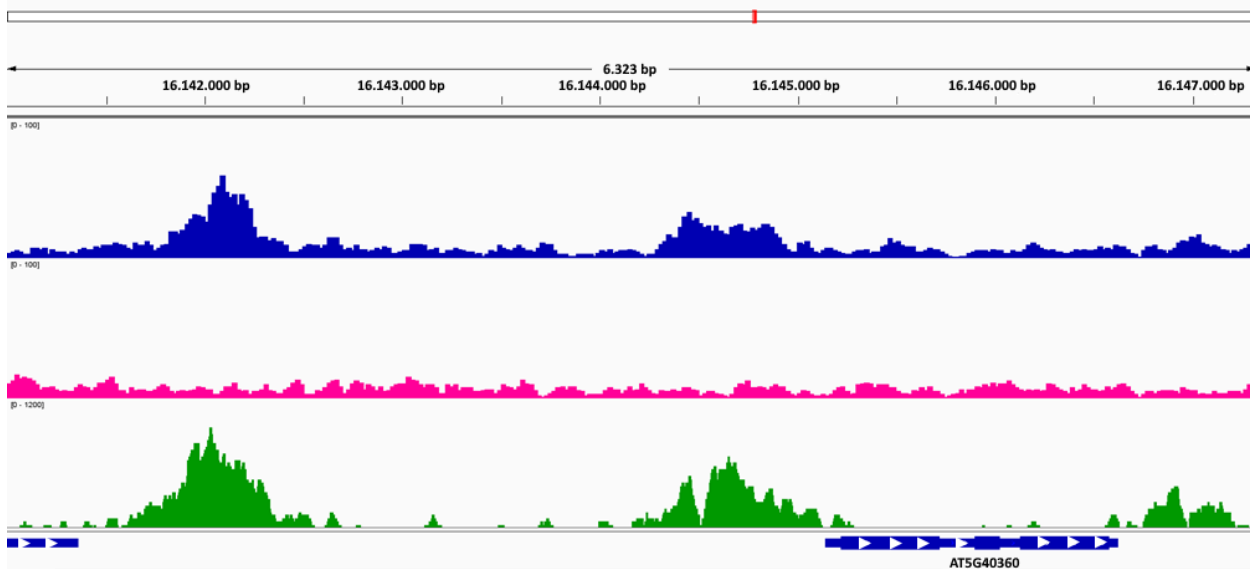 6.323 bp
16.142.000 bp 16.143.000 bp 16.144.000 bp 16.145.000 bp 16.146.000 bp 16.147.000 bp
[0 - 100]
[0 - 100]
[0 - 1200]
AT5G40360